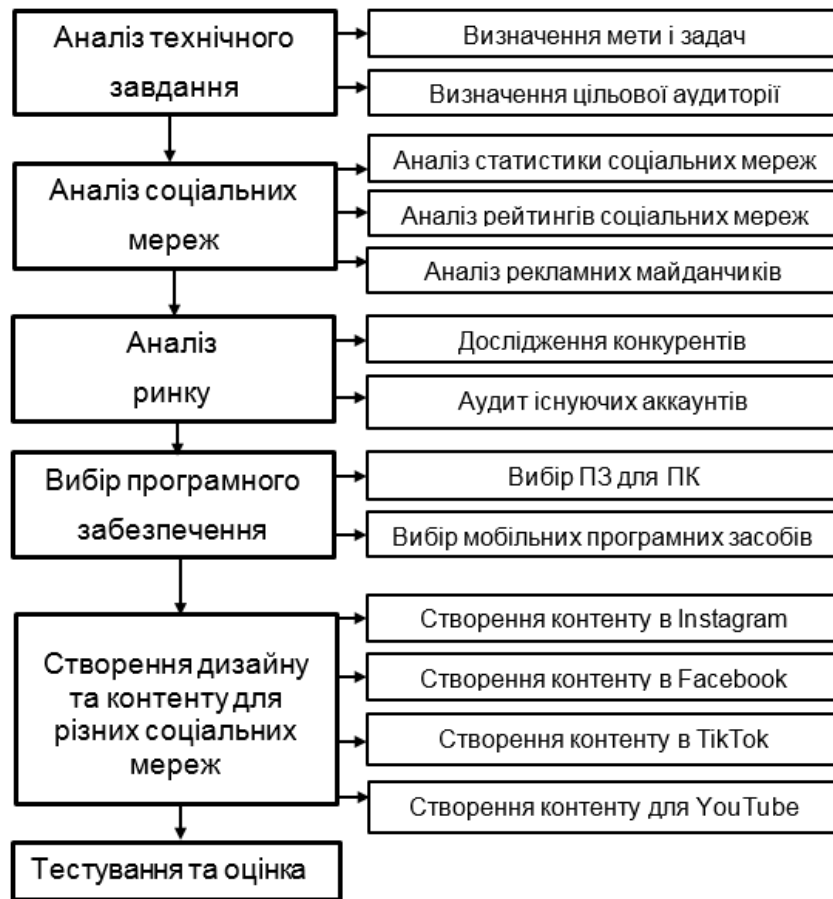 Аналіз технічного
завдання
Визначення мети і задач
Визначення цільової аудиторії
Аналіз соціальних
мереж
Аналіз статистики соціальних мереж
Аналіз рейтингів соціальних мереж
Аналіз рекламних майданчиків
Аналіз
ринку
Дослідження конкурентів
Аудит існуючих аккаунтів
Вибір програмного
забезпечення
Вибір ПЗ для ПК
Вибір мобільних програмних засобів
Створення дизайну
та контенту для
різних соціальних
мереж
Створення контенту в Instagram
Створення контенту в Facebook
Створення контенту в TikTok
Створення контенту для YouTube
Тестування та оцінка